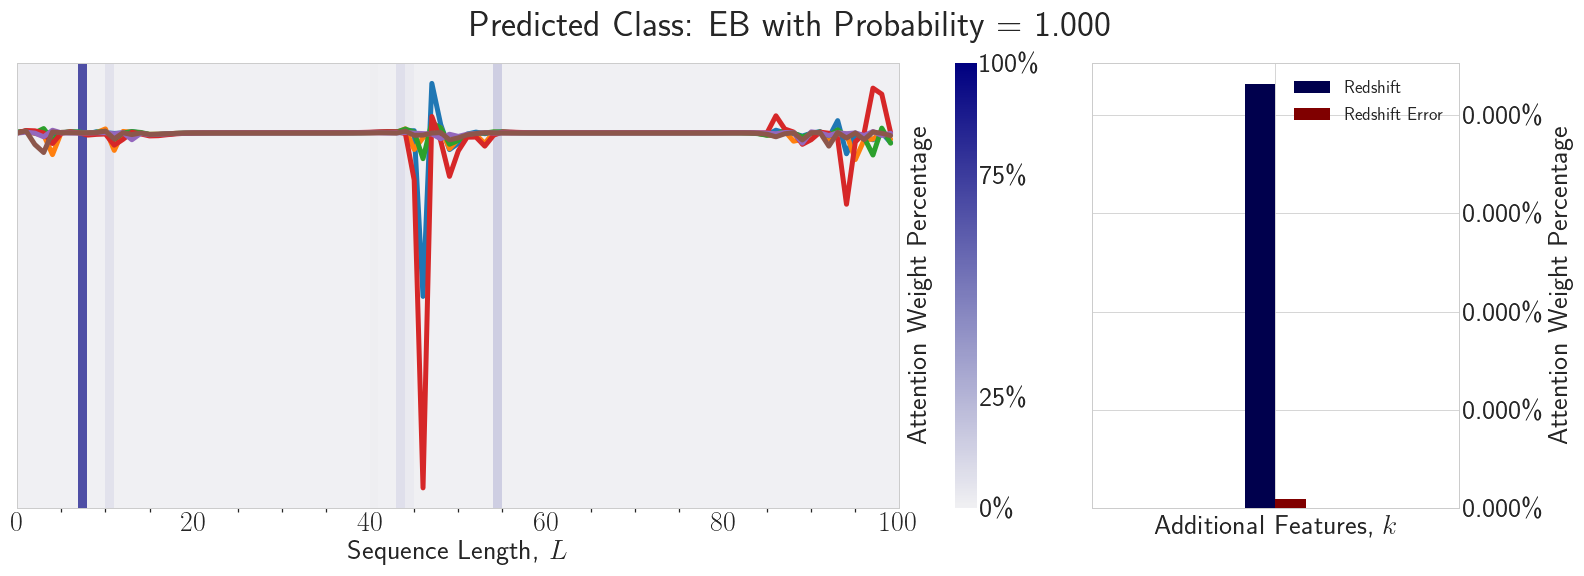 Predicted Class: EB with Probability = 1.000
0 20 40 60 80 100
Sequence Length, L
100%
75%
25%
0%
Attention Weight Percentage
Redshift
Redshift Error
0.000%
0.000%
0.000%
0.000%
0.000%
Attention Weight Percentage
Additional Features, k